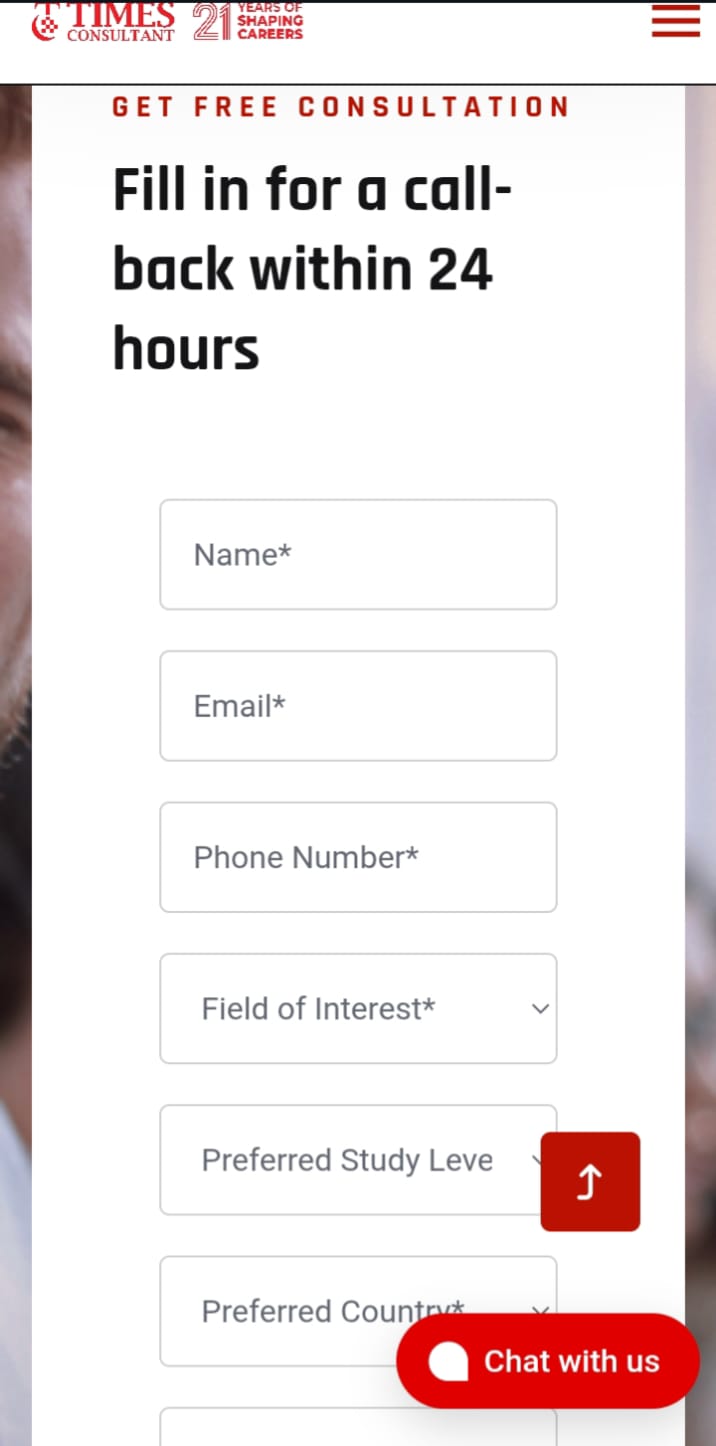 TIMES
CONSULTANT
21
YEARS OF
SHAPING
CAREERS
GET FREE CONSULTATION
Fill in for a call-
back within 24
hours
Name*
Email*
Phone Number*
Field of Interest*
Preferred Study Leve
Preferred Country*
Chat with us